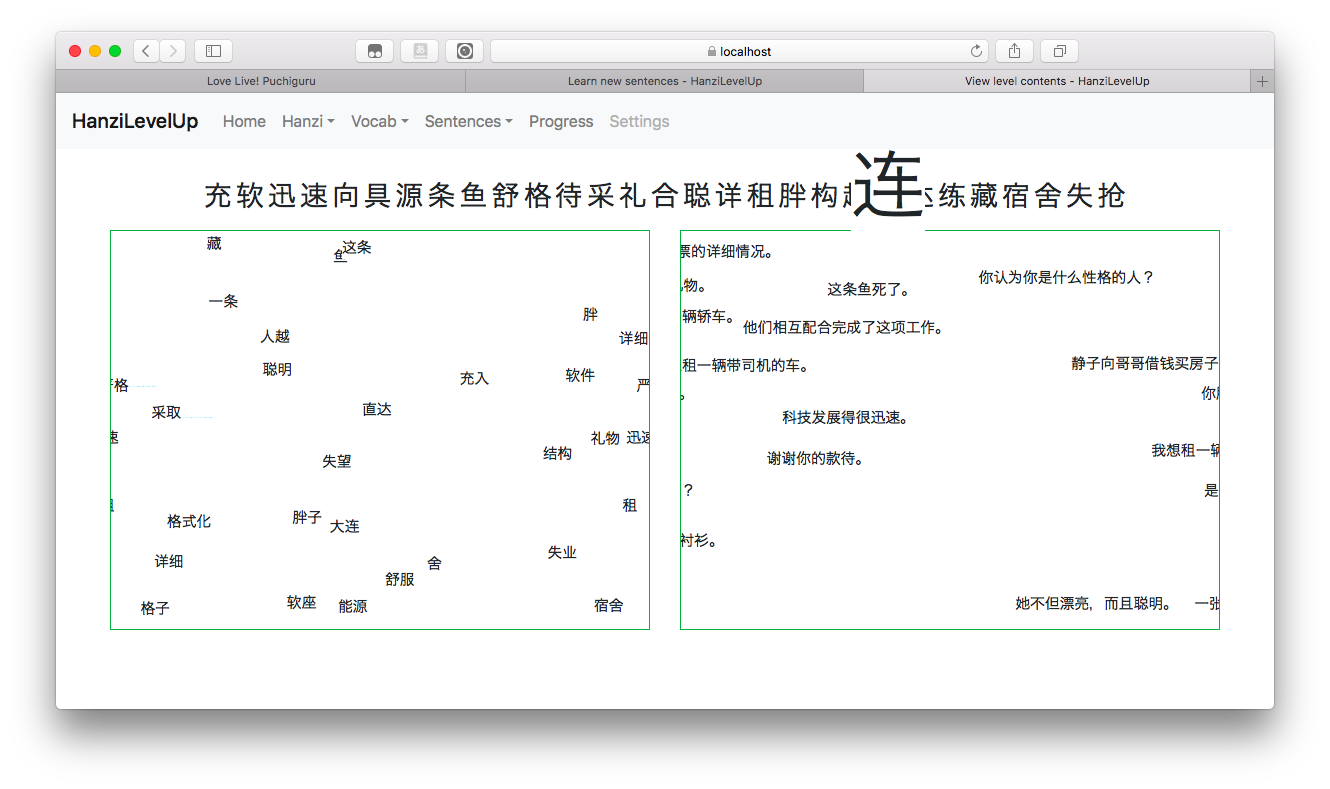 localhost
Love Live! Puchiguru
Learn new sentences - HanziLevelUp
View level contents - HanziLevelUp
HanziLevelUp Home Hanzi Vocab Sentences Progress Settings
充软迅速向具源条鱼舒格待采礼合聪详租胖构 连 练藏宿舍失抢
藏
这条
鱼
一条
人越
胖
详细
聪明
充入
软件
严
格
采取
直达
速
礼物
迅速
结构
失望
租
格式化
胖子
大连
详细
失业
舍
舒服
格子
软座
能源
宿舍
票的详细情况。
你认为你是什么性格的人？
物。
这条鱼死了。
辆轿车。
他们相互配合完成了这项工作。
租一辆带司机的车。
静子向哥哥借钱买房子
。
你
科技发展得很迅速。
我想租一辆
谢谢你的款待。
？
是
衬衫。
她不但漂亮，而且聪明。
一张